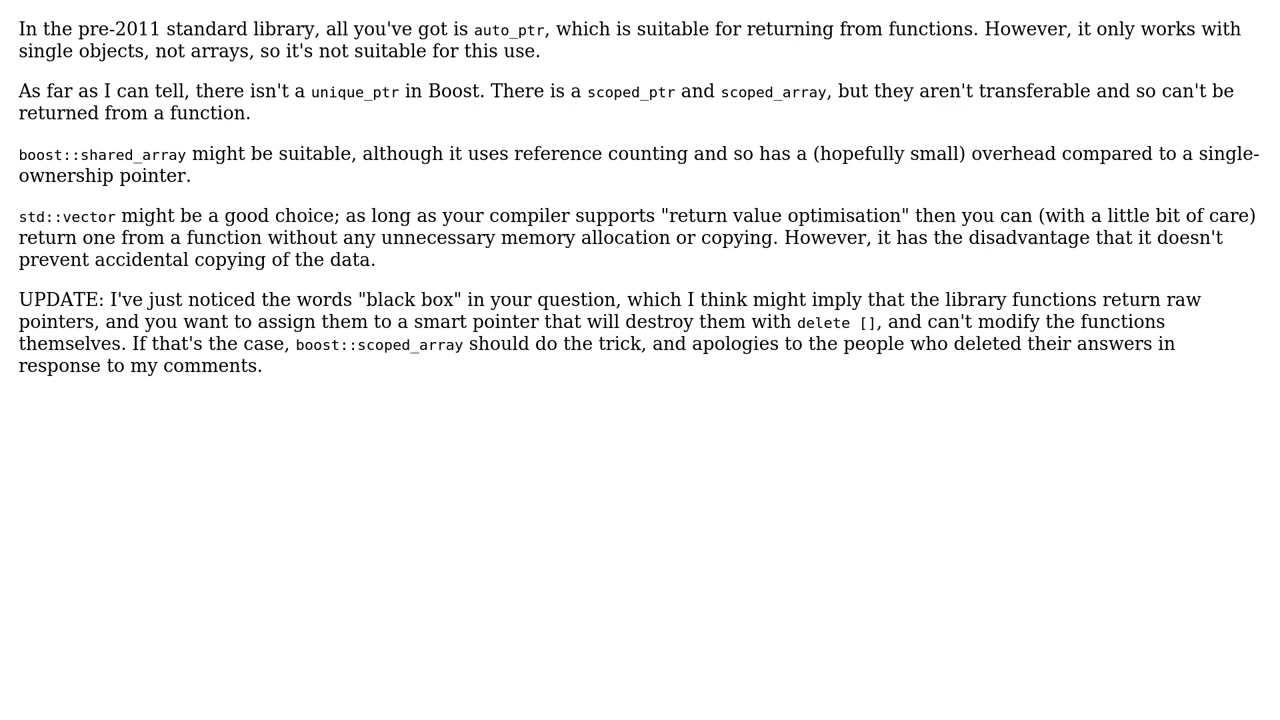 In the pre-2011 standard library, all you've got is auto_ptr, which is suitable for returning from functions. However, it only works with
single objects, not arrays, so it's not suitable for this use.
As far as I can tell, there isn't a unique_ptr in Boost. There is a scoped_ptr and scoped_array, but they aren't transferable and so can't be
returned from a function.
boost::shared_array might be suitable, although it uses reference counting and so has a (hopefully small) overhead compared to a single-
ownership pointer.
std::vector might be a good choice; as long as your compiler supports "return value optimisation" then you can (with a little bit of care)
return one from a function without any unnecessary memory allocation or copying. However, it has the disadvantage that it doesn't
prevent accidental copying of the data.
UPDATE: I've just noticed the words "black box" in your question, which I think might imply that the library functions return raw
pointers, and you want to assign them to a smart pointer that will destroy them with delete [], and can't modify the functions
themselves. If that's the case, boost::scoped_array should do the trick, and apologies to the people who deleted their answers in
response to my comments.